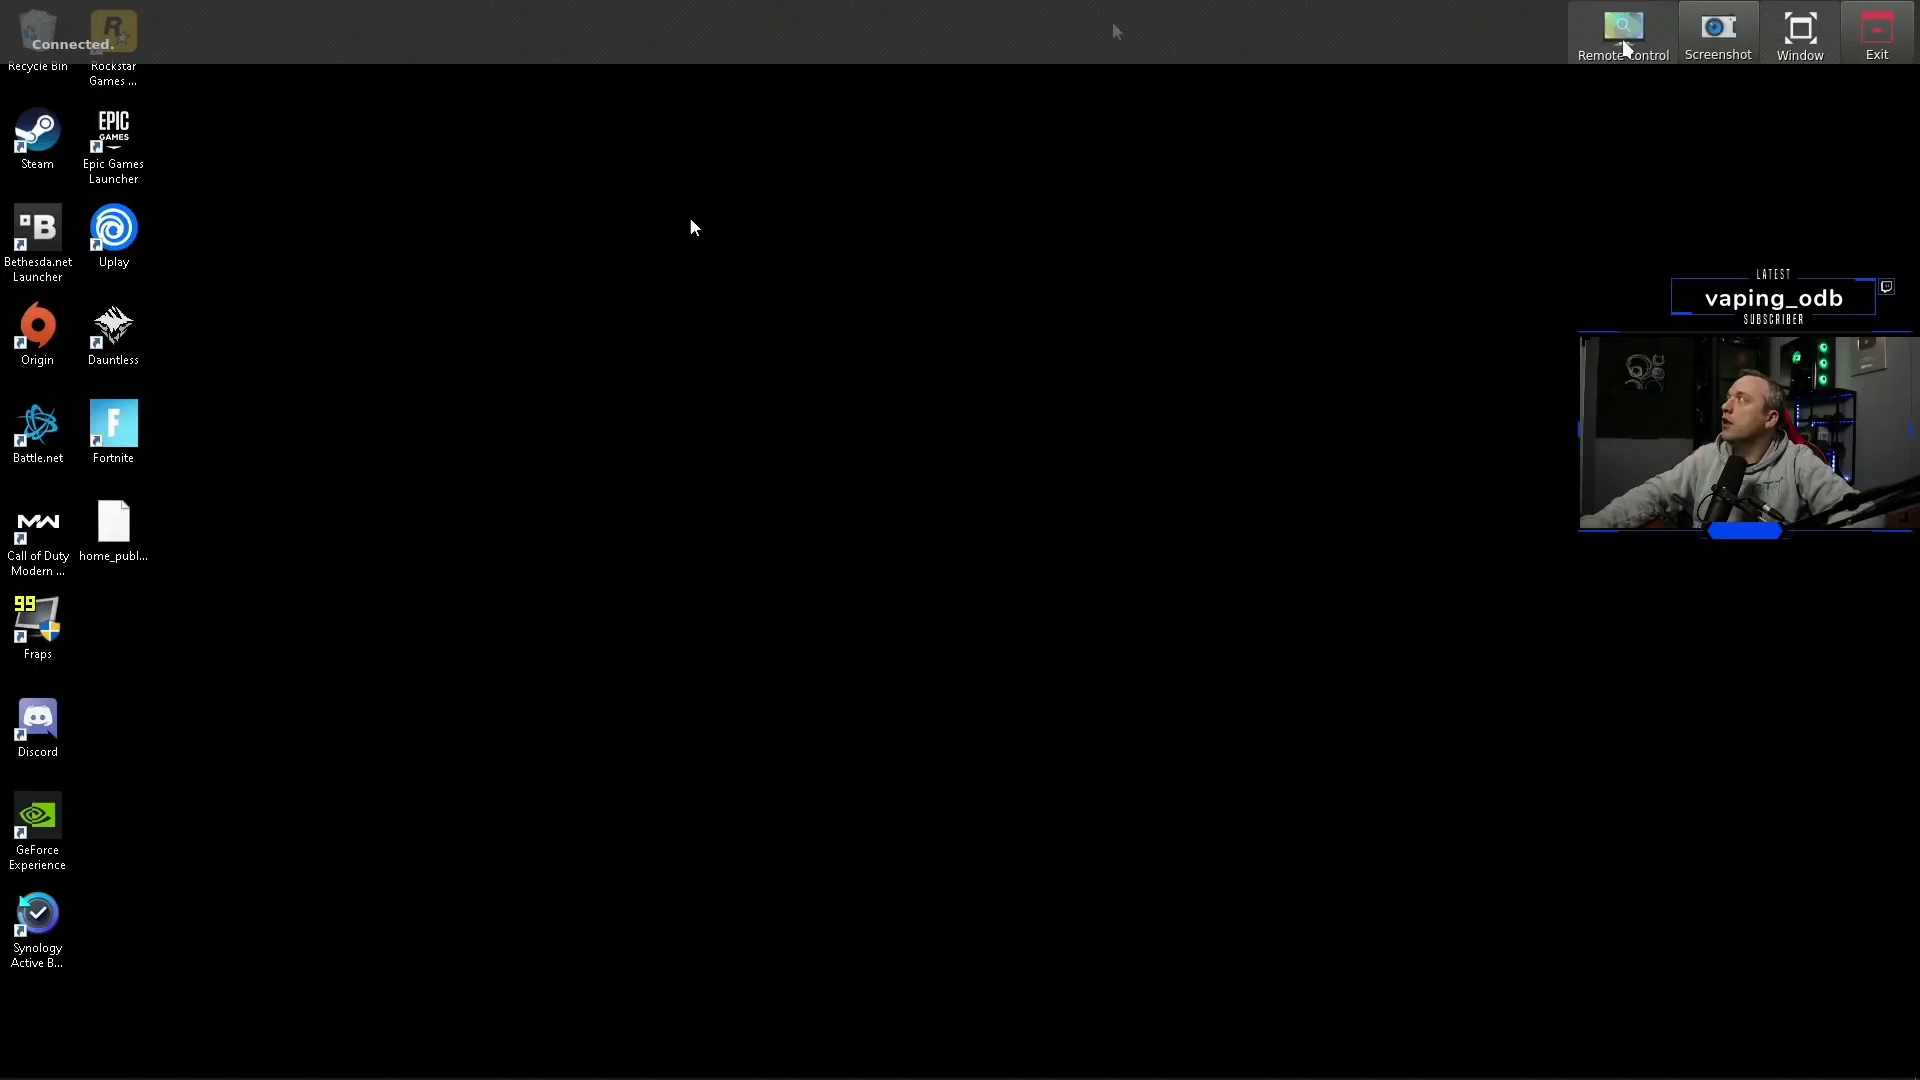 Connected.
Remote Control
Screenshot
Window
Exit
Recycle Bin
Rockstar
Games ...
Steam
EPIC
GAMES
Epic Games
Launcher
B
Bethesda.net
Launcher
Uplay
Origin
Dauntless
Battle.net
F
Fortnite
MW
Call of Duty
Modern ...
home_publ...
99
Fraps
Discord
GeForce
Experience
Synology
Active B...
LATEST
vaping_odb
SUBSCRIBER